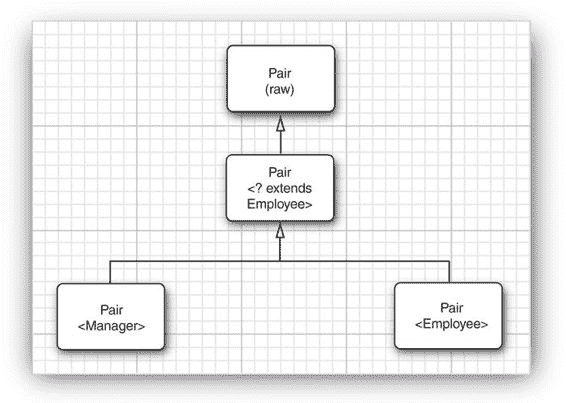 Pair
(raw)
Pair
<? extends
Employee>
Pair
<Manager>
Pair
<Employee>